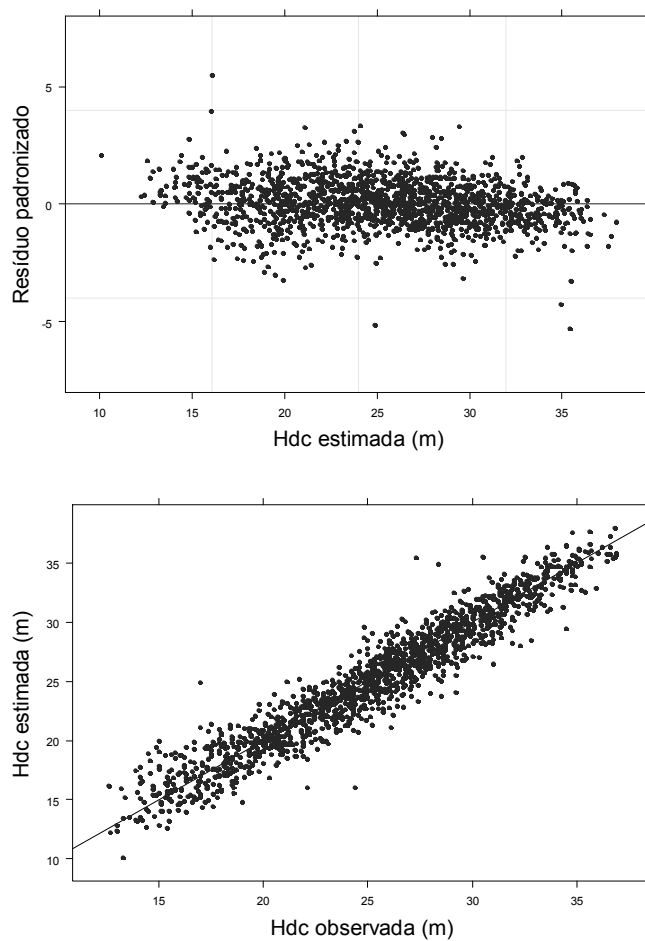 5
0
-5
Resíduo padronizado
10 15 20 25 30 35
Hdc estimada (m)
35
30
25
20
15
10
Hdc estimada (m)
15 20 25 30 35
Hdc observada (m)